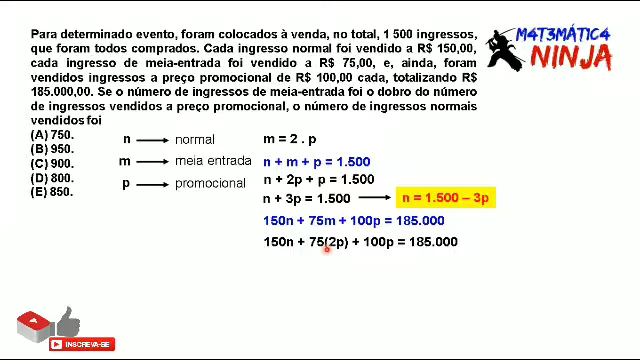 Para determinado evento, foram colocados à venda, no total, 1 500 ingressos,
que foram todos comprados. Cada ingresso normal foi vendido a R$ 150,00,
cada ingresso de meia-entrada foi vendido a R$ 75,00, e, ainda, foram
vendidos ingressos a preço promocional de R$ 100,00 cada, totalizando R$
185.000,00. Se o número de ingressos de meia-entrada foi o dobro do número
de ingressos vendidos a preço promocional, o número de ingressos normais
vendidos foi
(A) 750.
(B) 950.
(C) 900.
(D) 800.
(E) 850.
n normal
m meia entrada
p promocional
m = 2 . p
n + m + p = 1.500
n + 2p + p = 1.500
n + 3p = 1.500
n = 1.500 – 3p
150n + 75m + 100p = 185.000
150n + 75(2p) + 100p = 185.000
M4T3MÁTIC4
NINJA
INSCREVA-SE